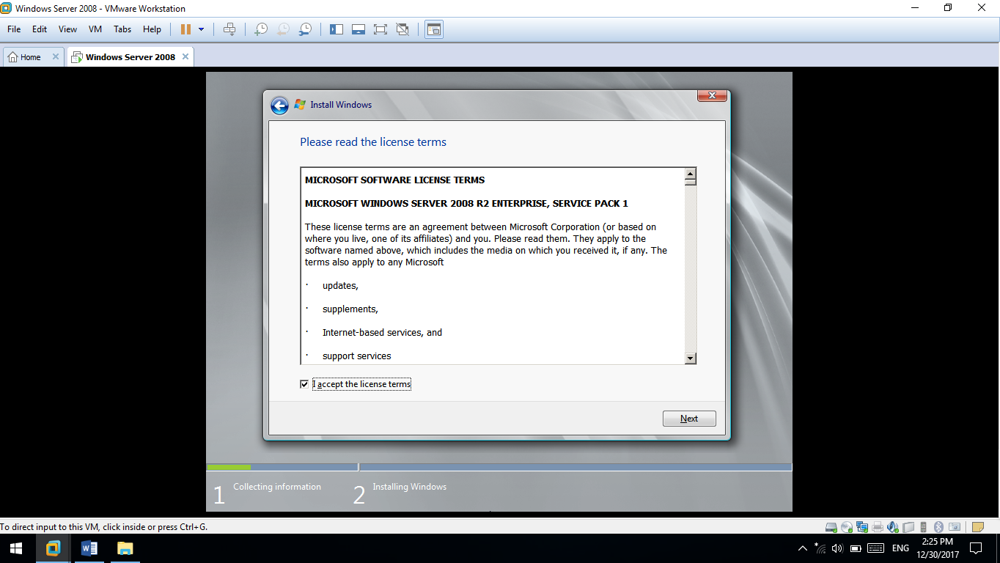 Windows Server 2008 - VMware Workstation
File Edit View VM Tabs Help
Home Windows Server 2008
Install Windows
Please read the license terms
MICROSOFT SOFTWARE LICENSE TERMS
MICROSOFT WINDOWS SERVER 2008 R2 ENTERPRISE, SERVICE PACK 1
These license terms are an agreement between Microsoft Corporation (or based on
where you live, one of its affiliates) and you. Please read them. They apply to the
software named above, which includes the media on which you received it, if any. The
terms also apply to any Microsoft
· updates,
· supplements,
· Internet-based services, and
· support services
I accept the license terms
Next
1 Collecting information 2 Installing Windows
To direct input to this VM, click inside or press Ctrl+G.
ENG
2:25 PM
12/30/2017